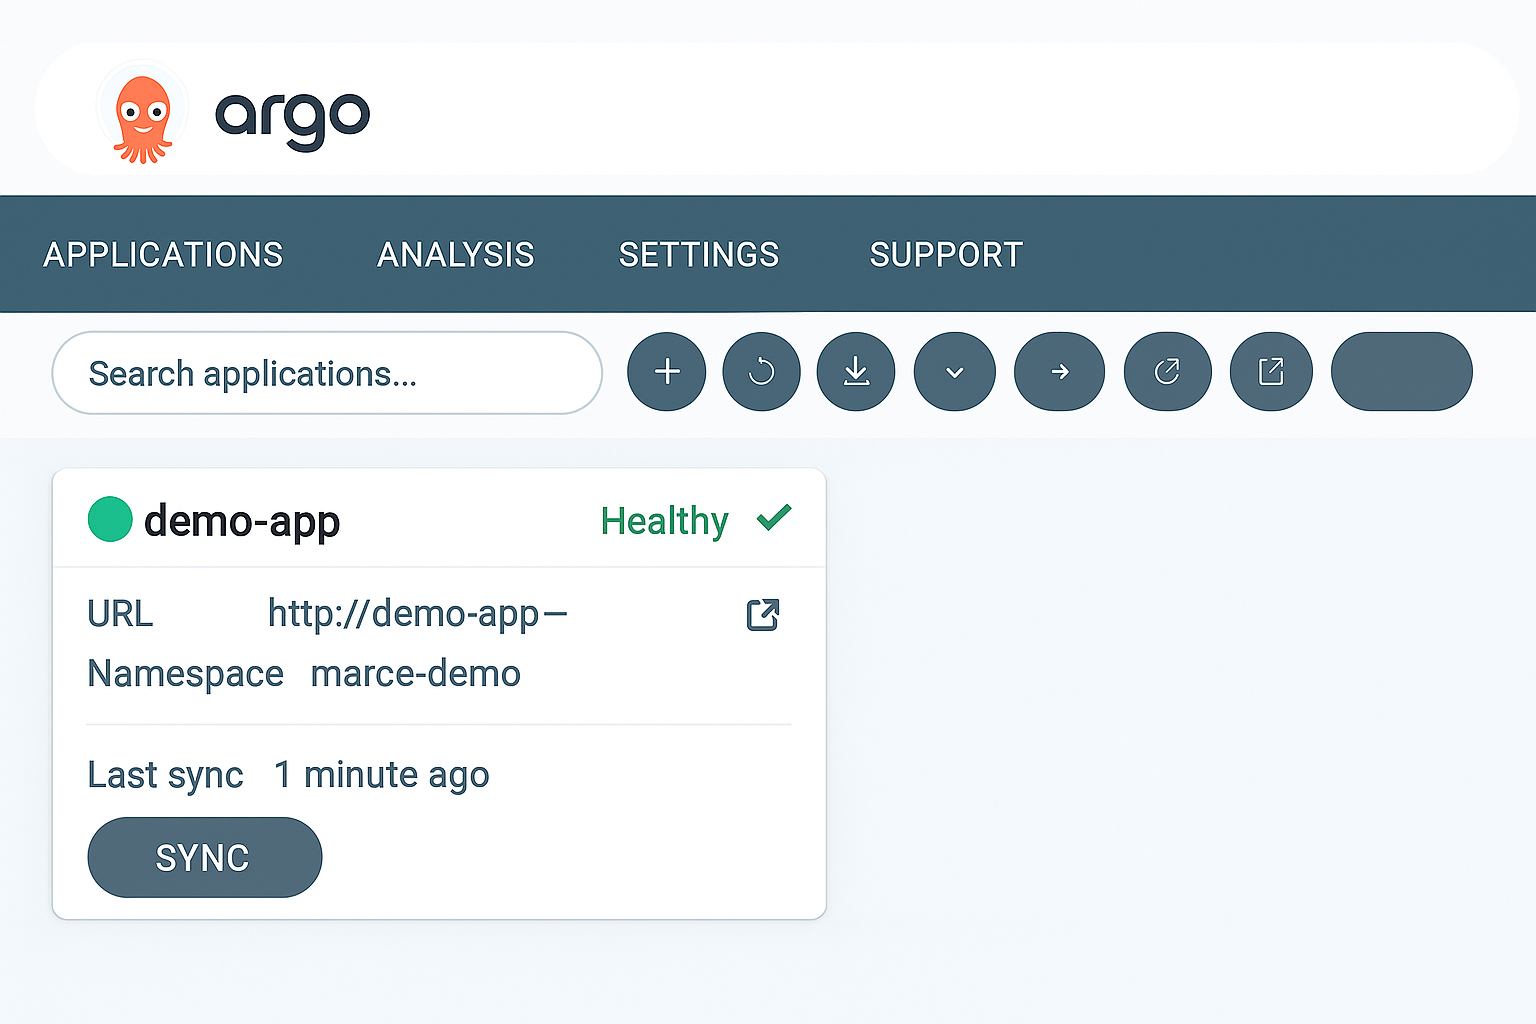 argo
APPLICATIONS ANALYSIS SETTINGS SUPPORT
Search applications...
demo-app Healthy
URL http://demo-app—
Namespace marce-demo
Last sync 1 minute ago
SYNC